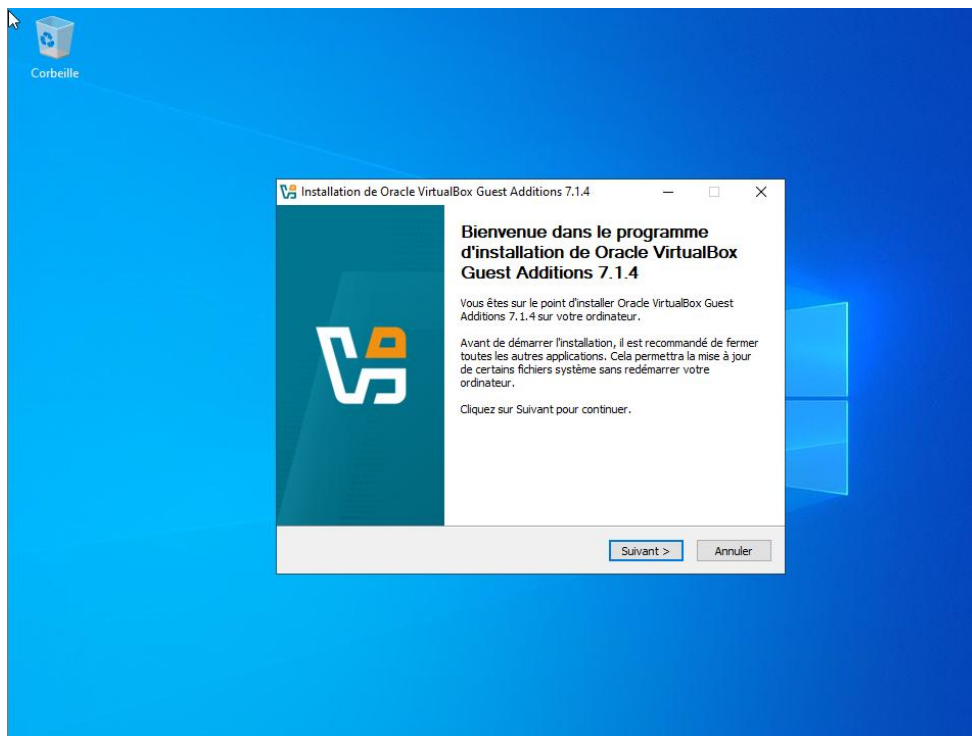 Corbeille
Installation de Oracle VirtualBox Guest Additions 7.1.4
Bienvenue dans le programme
d'installation de Oracle VirtualBox
Guest Additions 7.1.4
Vous êtes sur le point d'installer Oracle VirtualBox Guest
Additions 7.1.4 sur votre ordinateur.
Avant de démarrer l'installation, il est recommandé de fermer
toutes les autres applications. Cela permettra la mise à jour
de certains fichiers système sans redémarrer votre
ordinateur.
Cliquez sur Suivant pour continuer.
Suivant >
Annuler